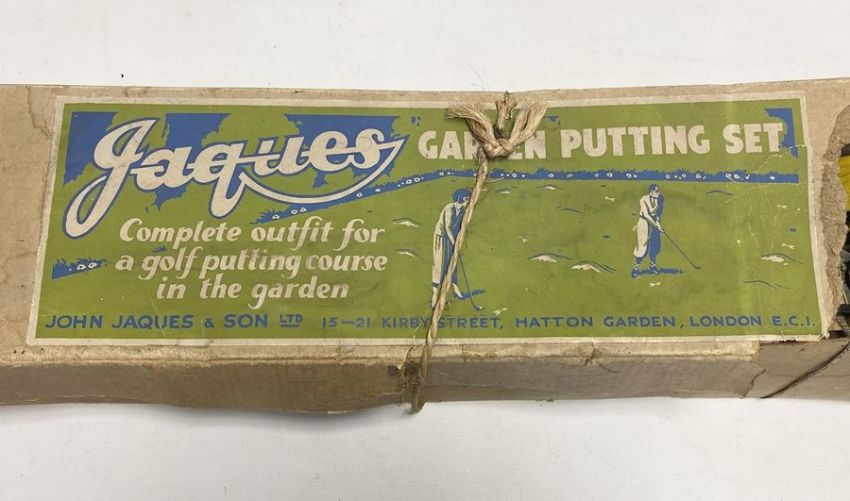 Jaques GARDEN PUTTING SET
Complete outfit for
a golf putting course
in the garden
JOHN JAQUES & SON LTD 15—21 KIRBY STREET, HATTON GARDEN, LONDON E.C.1.